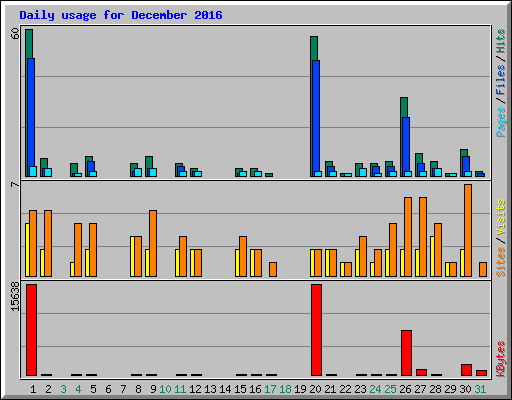 Daily usage for December 2016
60
7
15638
Pages / Files / Hits
Sites / Visits
KBytes
1 2 3 4 5 6 7 8 9 10 11 12 13 14 15 16 17 18 19 20 21 22 23 24 25 26 27 28 29 30 31